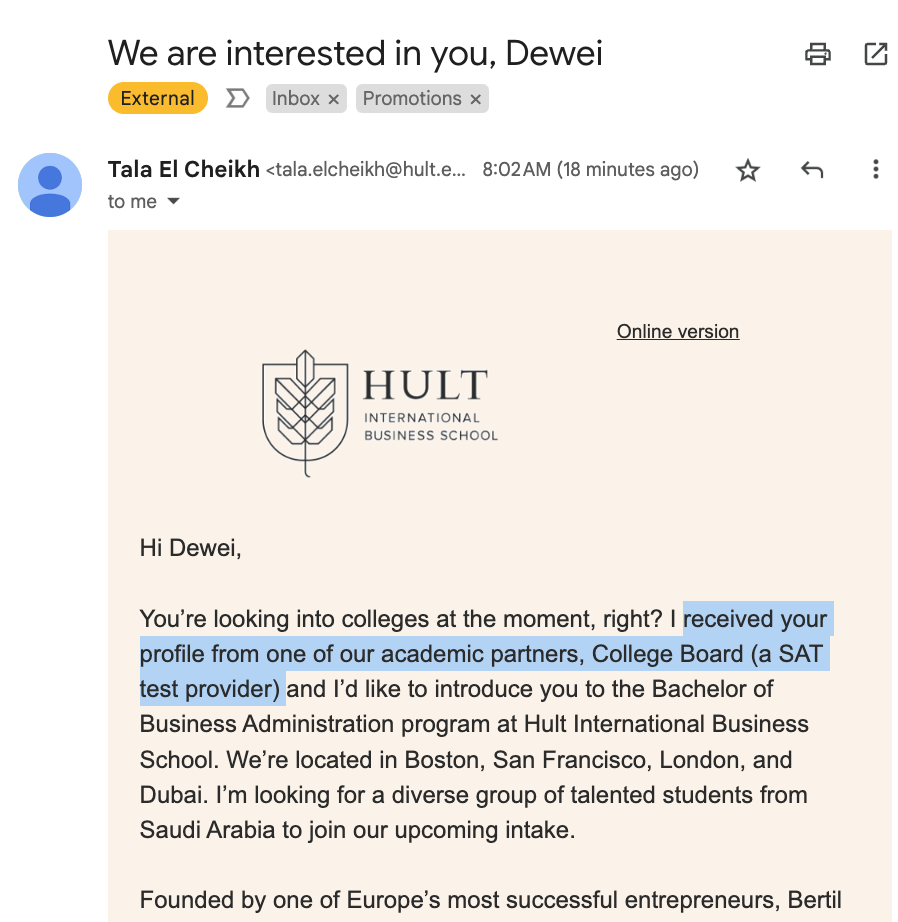 We are interested in you, Dewei
External Inbox × Promotions ×
Tala El Cheikh <tala.elcheikh@hult.e... 8:02 AM (18 minutes ago)
to me
Online version
HULT
INTERNATIONAL
BUSINESS SCHOOL
Hi Dewei,
You’re looking into colleges at the moment, right? I received your
profile from one of our academic partners, College Board (a SAT
test provider) and I’d like to introduce you to the Bachelor of
Business Administration program at Hult International Business
School. We’re located in Boston, San Francisco, London, and
Dubai. I’m looking for a diverse group of talented students from
Saudi Arabia to join our upcoming intake.
Founded by one of Europe’s most successful entrepreneurs, Bertil